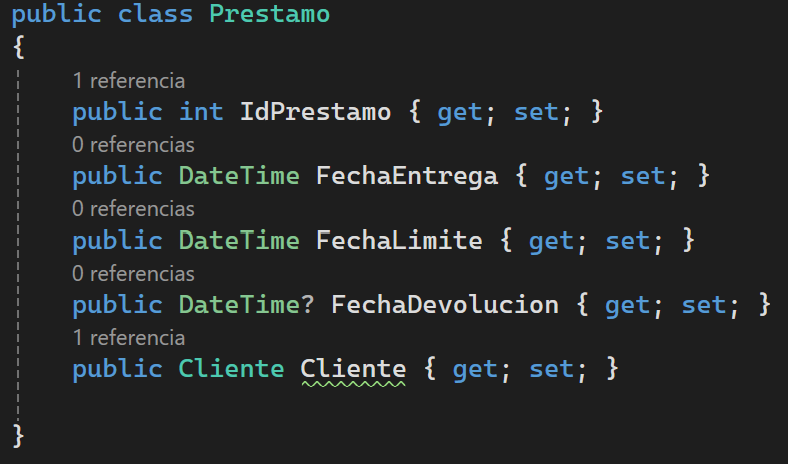 public class Prestamo
{
1 referencia
public int IdPrestamo { get; set; }
0 referencias
public DateTime FechaEntrega { get; set; }
0 referencias
public DateTime FechaLimite { get; set; }
0 referencias
public DateTime? FechaDevolucion { get; set; }
1 referencia
public Cliente Cliente { get; set; }
}